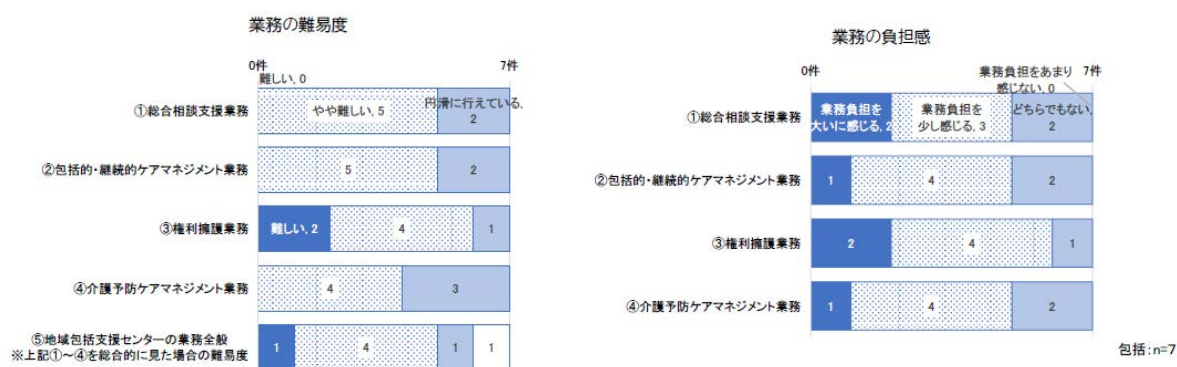 業務の難易度
0件
7件
難しい, 0
①総合相談支援業務
やや難しい, 5
円滑に行えている,
2
②包括的・継続的ケアマネジメント業務
5
2
③権利擁護業務
難しい, 2
4
1
④介護予防ケアマネジメント業務
4
3
⑤地域包括支援センターの業務全般
※上記①～④を総合的に見た場合の難易度
1
4
1
1
業務の負担感
0件
業務負担をあまり
感じない, 0
7件
①総合相談支援業務
業務負担を
大いに感じる, 2
業務負担を
少し感じる, 3
どちらでもない,
2
②包括的・継続的ケアマネジメント業務
1
4
2
③権利擁護業務
2
4
1
④介護予防ケアマネジメント業務
1
4
2
包括:n=7